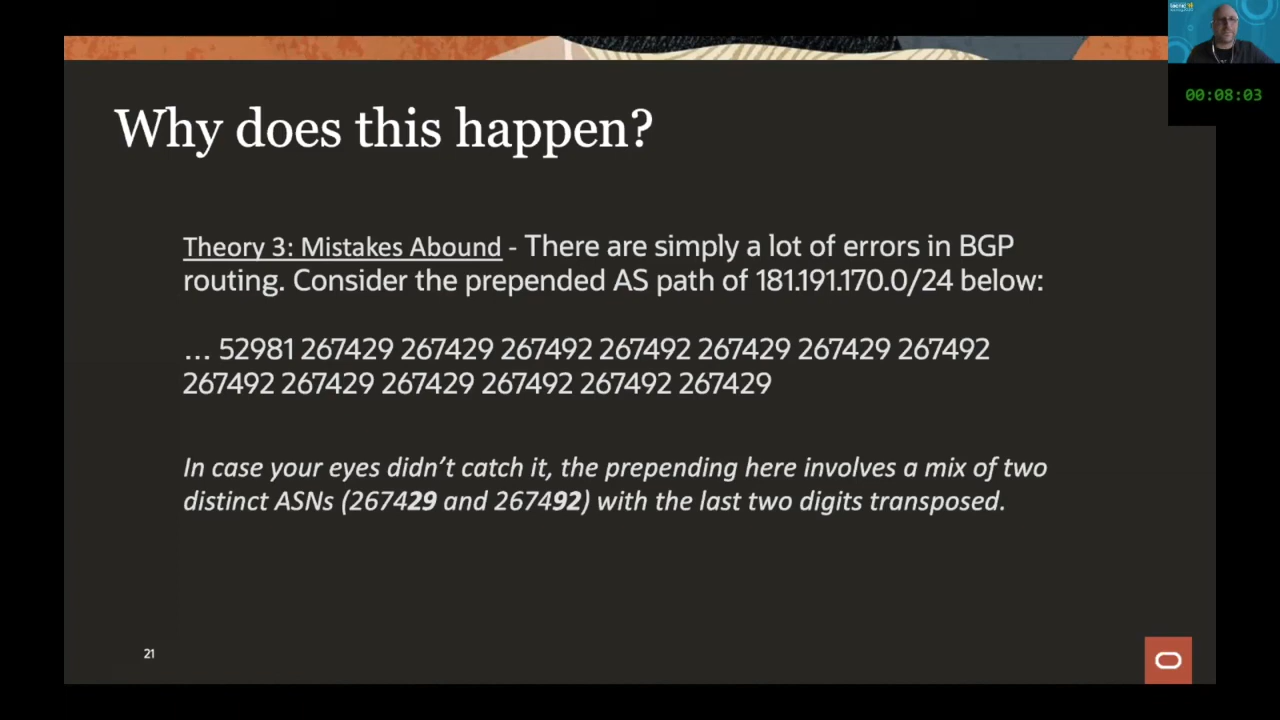 00:08:03
Why does this happen?
Theory 3: Mistakes Abound - There are simply a lot of errors in BGP
routing. Consider the prepended AS path of 181.191.170.0/24 below:
... 52981 267429 267429 267492 267492 267429 267429 267492
267492 267429 267429 267492 267492 267429
In case your eyes didn’t catch it, the prepending here involves a mix of two
distinct ASNs (267429 and 267492) with the last two digits transposed.
21